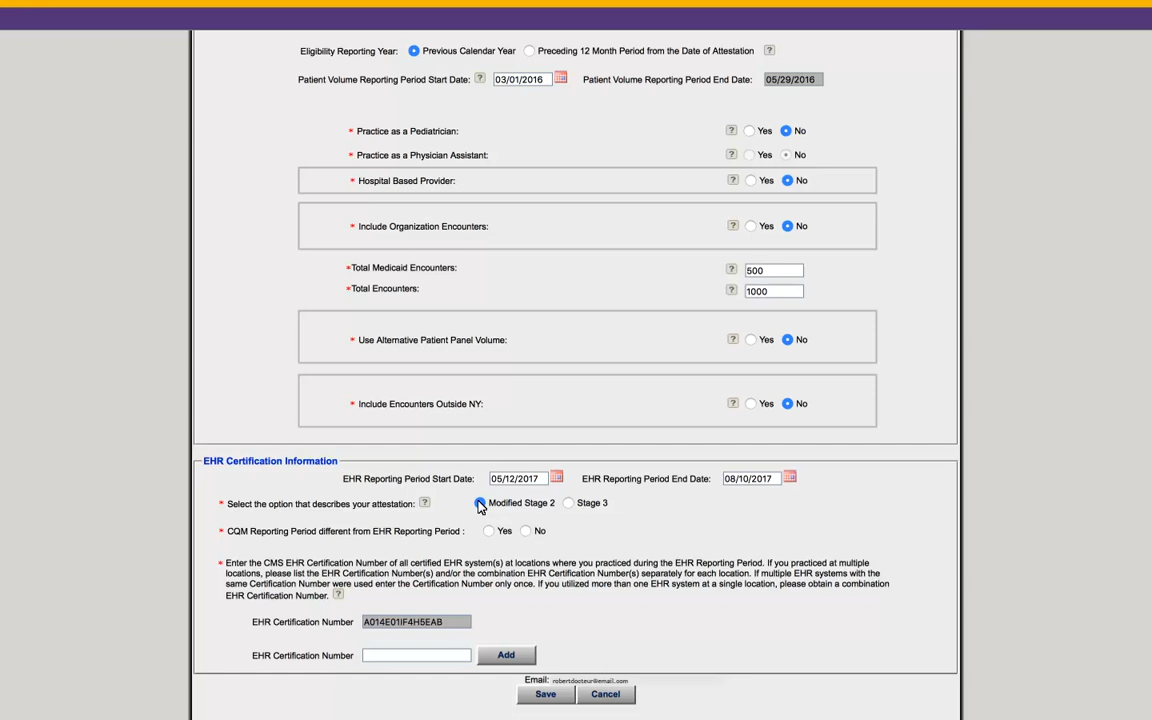 Eligibility Reporting Year: Previous Calendar Year Preceding 12 Month Period from the Date of Attestation ?
Patient Volume Reporting Period Start Date: ? 03/01/2016 Patient Volume Reporting Period End Date: 05/29/2016
* Practice as a Pediatrician: ? Yes No
* Practice as a Physician Assistant: ? Yes No
* Hospital Based Provider: ? Yes No
* Include Organization Encounters: ? Yes No
*Total Medicaid Encounters: ? 500
*Total Encounters: ? 1000
* Use Alternative Patient Panel Volume: ? Yes No
* Include Encounters Outside NY: ? Yes No
EHR Certification Information
EHR Reporting Period Start Date: 05/12/2017 EHR Reporting Period End Date: 08/10/2017
* Select the option that describes your attestation: ? Modified Stage 2 Stage 3
* CQM Reporting Period different from EHR Reporting Period : Yes No
* Enter the CMS EHR Certification Number of all certified EHR system(s) at locations where you practiced during the EHR Reporting Period. If you practiced at multiple
locations, please list the EHR Certification Number(s) and/or the combination EHR Certification Number(s) separately for each location. If multiple EHR systems with the
same Certification Number were used enter the Certification Number only once. If you utilized more than one EHR system at a single location, please obtain a combination
EHR Certification Number. ?
EHR Certification Number A014E01IF4H5EAB
EHR Certification Number Add
Email: robertdocteur@email.com
Save Cancel